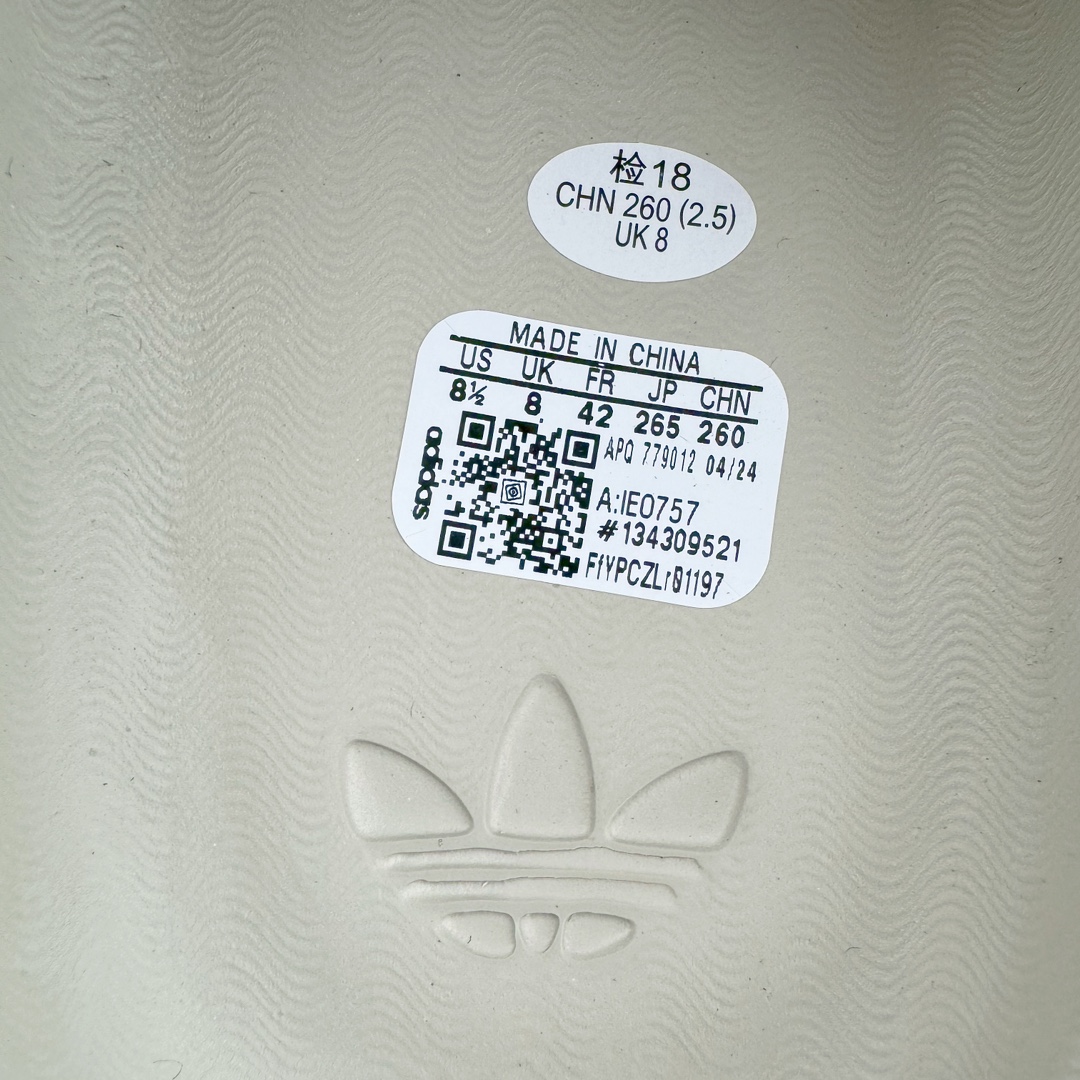 检18
CHN 260 (2.5)
UK 8
MADE IN CHINA
US UK FR JP CHN
8½ 8 42 265 260
adidas
APQ 779012 04/24
A:IE0757
#134309521